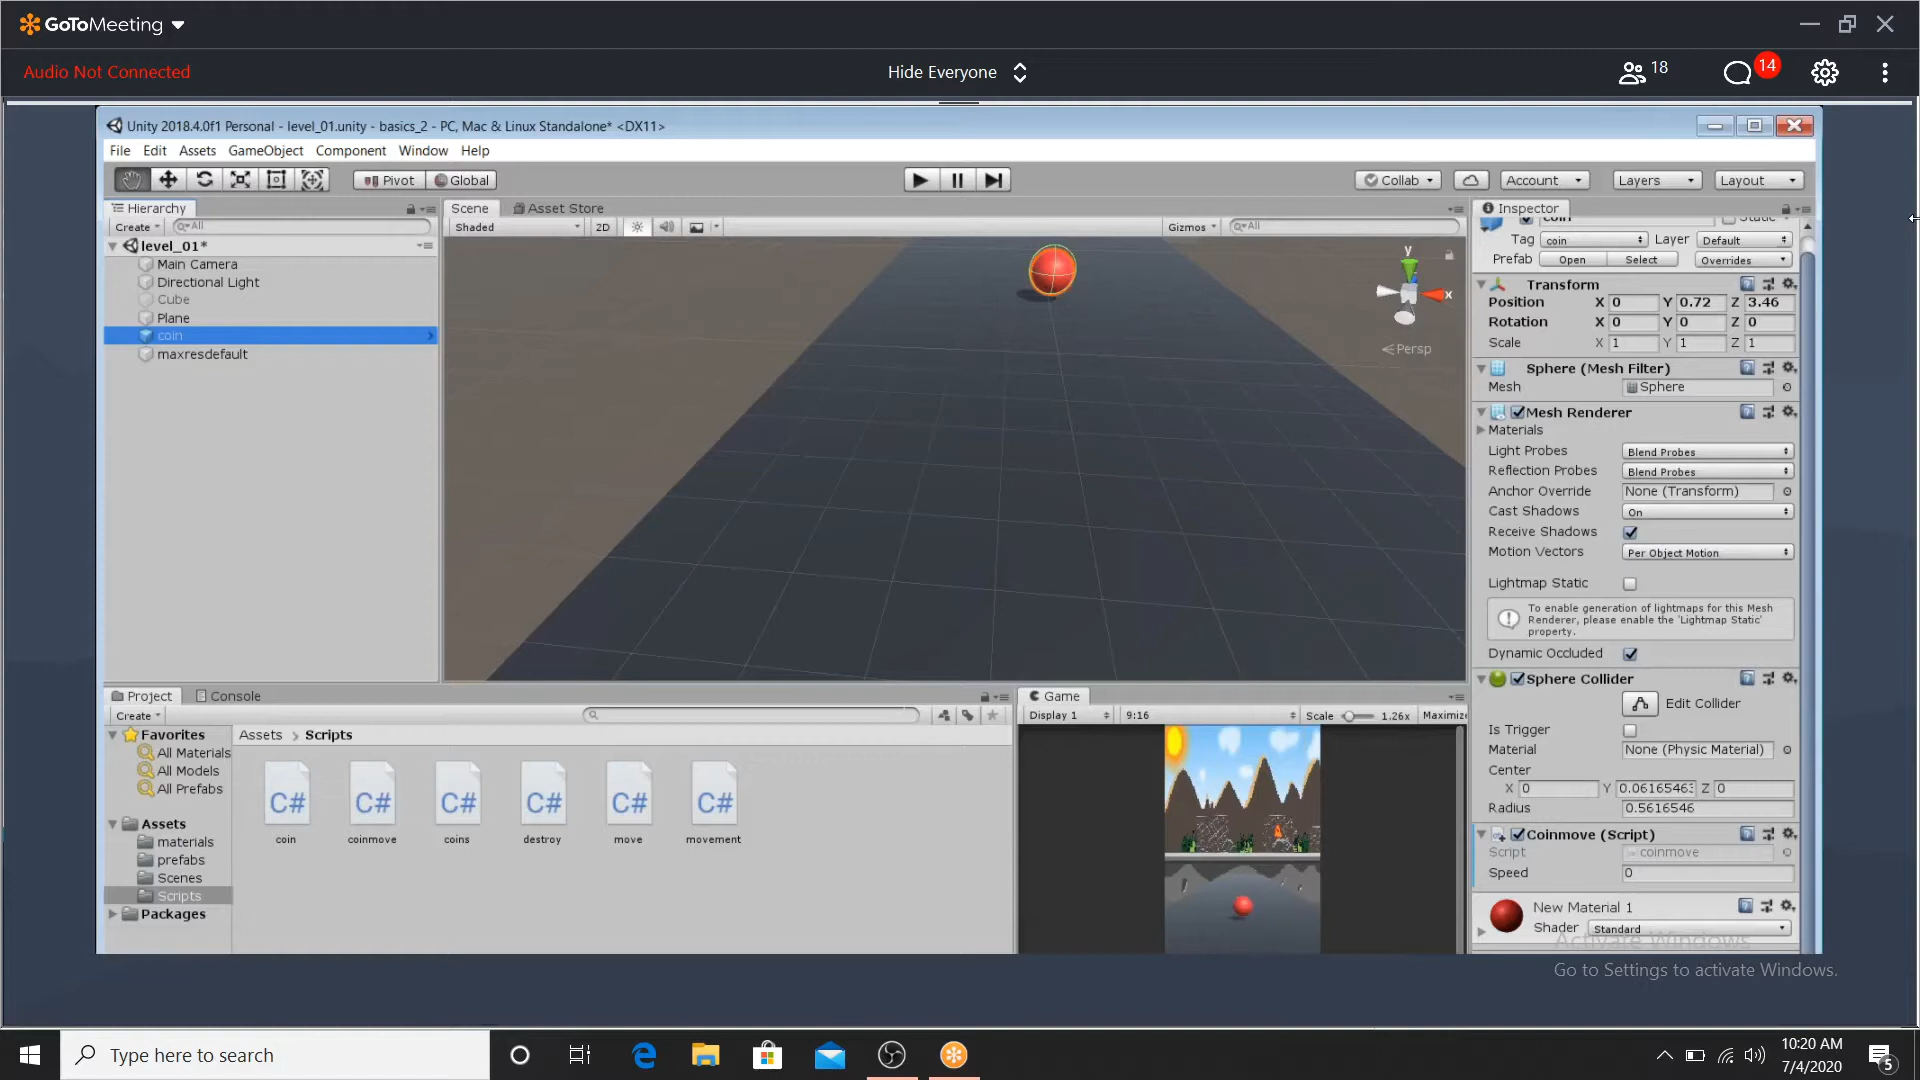 GoToMeeting
Audio Not Connected
Hide Everyone
18
14
Unity 2018.4.0f1 Personal - level_01.unity - basics_2 - PC, Mac & Linux Standalone* <DX11>
File Edit Assets GameObject Component Window Help
Pivot Global
Collab Account Layers Layout
Hierarchy
Create All
level_01*
Main Camera
Directional Light
Cube
Plane
coin
maxresdefault
Scene Asset Store
Shaded 2D Gizmos All
y
x
Persp
Inspector
coin Static
Tag coin Layer Default
Prefab Open Select Overrides
Transform
Position X 0 Y 0.72 Z 3.46
Rotation X 0 Y 0 Z 0
Scale X 1 Y 1 Z 1
Sphere (Mesh Filter)
Mesh Sphere
Mesh Renderer
Materials
Light Probes Blend Probes
Reflection Probes Blend Probes
Anchor Override None (Transform)
Cast Shadows On
Receive Shadows
Motion Vectors Per Object Motion
Lightmap Static
To enable generation of lightmaps for this Mesh
Renderer, please enable the 'Lightmap Static'
property.
Dynamic Occluded
Sphere Collider
Edit Collider
Is Trigger
Material None (Physic Material)
Center
X 0 Y 0.0616546: Z 0
Radius 0.5616546
Coinmove (Script)
Script coinmove
Speed 0
New Material 1
Shader Standard
Project Console
Create
Favorites
All Materials
All Models
All Prefabs
Assets
materials
prefabs
Scenes
Scripts
Packages
Assets > Scripts
C# C# C# C# C# C#
coin coinmove coins destroy move movement
Game
Display 1 9:16 Scale 1.26x Maximiz
Activate Windows
Go to Settings to activate Windows.
Type here to search
10:20 AM
7/4/2020
5